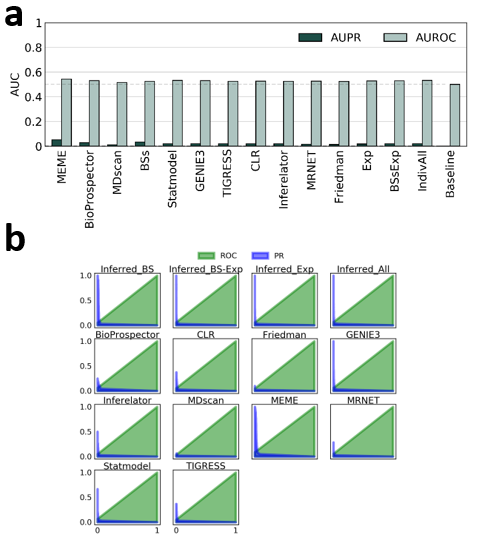 a
AUPR AUROC
AUC
1
0.8
0.6
0.4
0.2
0
MEME BioProspector MDscan BSs Statmodel GENIE3 TIGRESS CLR Inferelator MRNET Friedman Exp BSsExp IndivAll Baseline
b
ROC PR
Inferred_BS Inferred_BS-Exp Inferred_Exp Inferred_All
1.0
0.5
0.0
BioProspector CLR Friedman GENIE3
1.0
0.5
0.0
Inferelator MDscan MEME MRNET
1.0
0.5
0.0
Statmodel TIGRESS
1.0
0.5
0.0
0 1 0 1